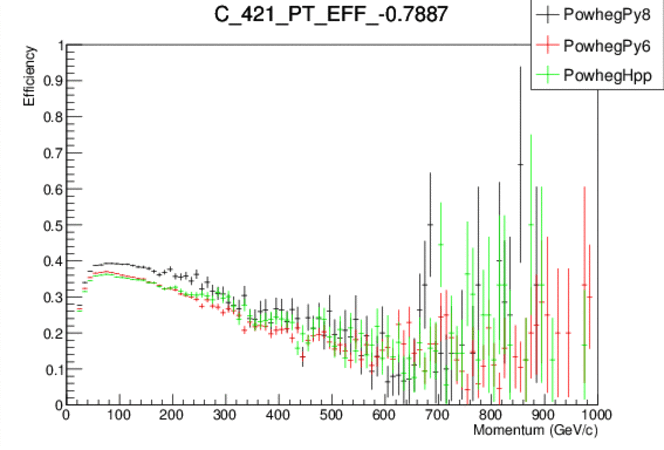 C_421_PT_EFF_-0.7887
PowhegPy8
PowhegPy6
PowhegHpp
Efficiency
1
0.9
0.8
0.7
0.6
0.5
0.4
0.3
0.2
0.1
0
0 100 200 300 400 500 600 700 800 900 1000
Momentum (GeV/c)